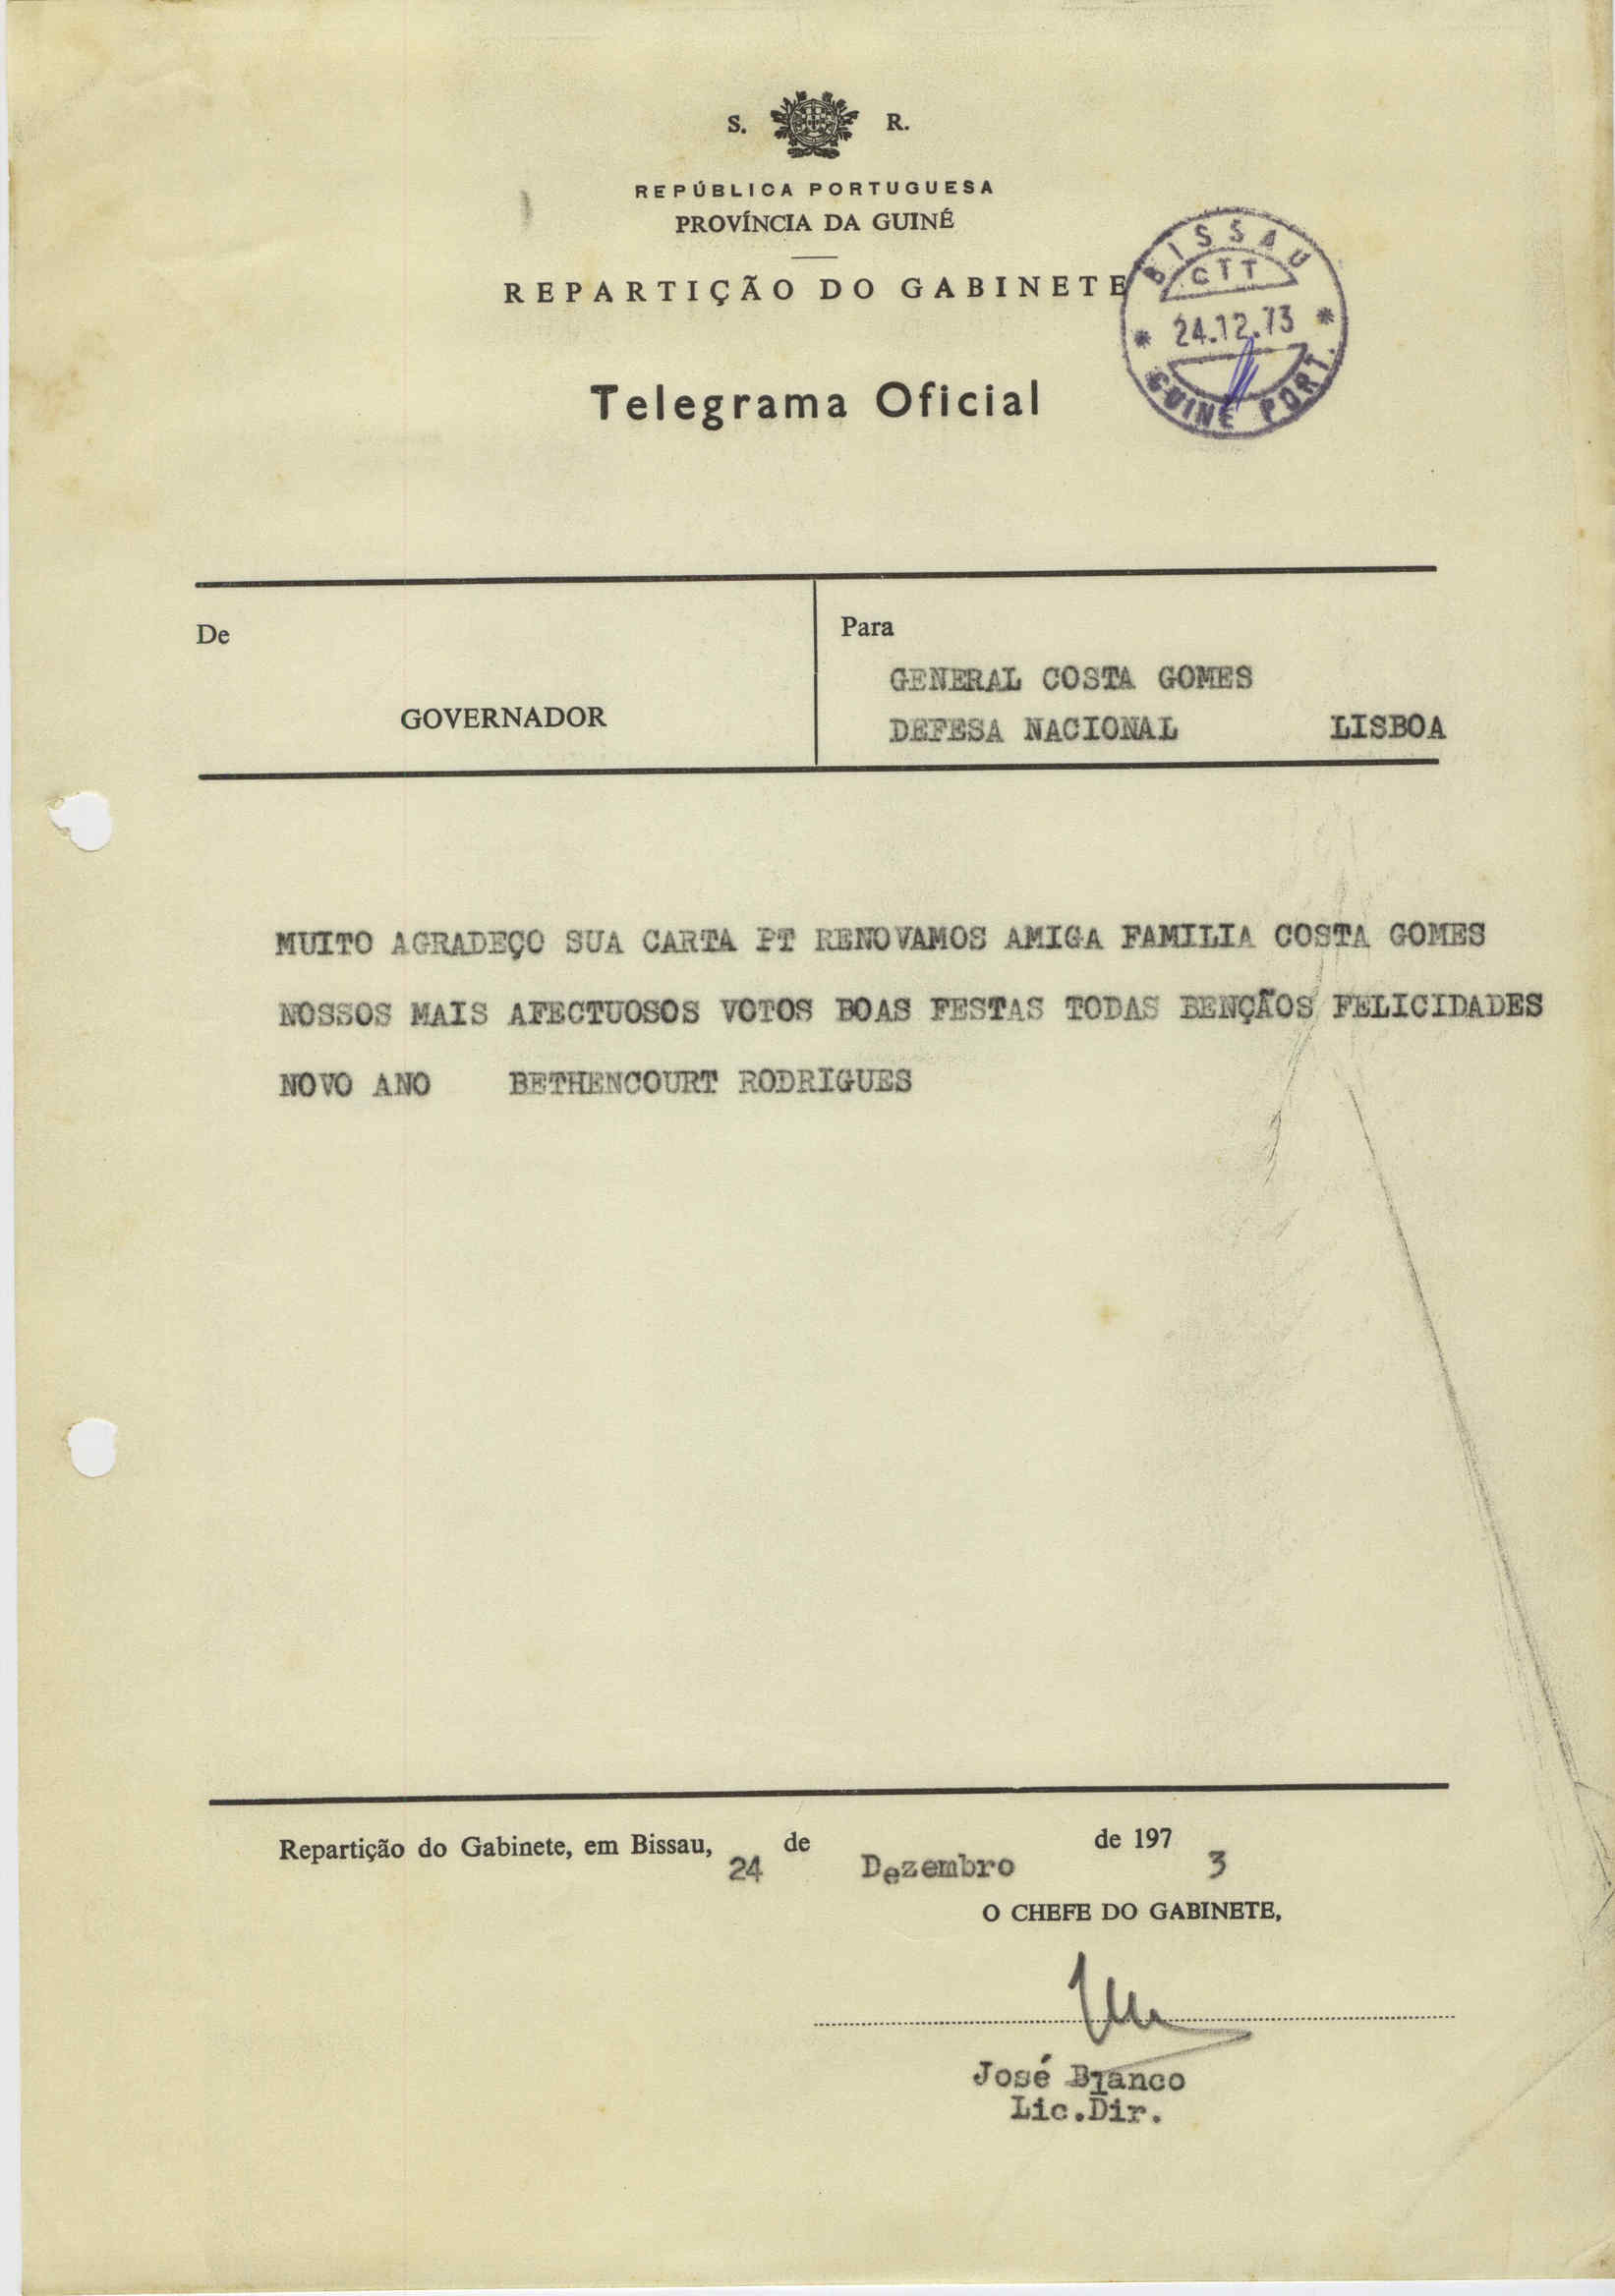 S. R.
REPÚBLICA PORTUGUESA
PROVÍNCIA DA GUINÉ
REPARTIÇÃO DO GABINETE
BISSAU
CTT
* 24.12.73 *
GUINÉ PORT.
Telegrama Oficial
De
GOVERNADOR
Para
GENERAL COSTA GOMES
DEFESA NACIONAL LISBOA
MUITO AGRADEÇO SUA CARTA PT RENOVAMOS AMIGA FAMILIA COSTA GOMES
NOSSOS MAIS AFECTUOSOS VOTOS BOAS FESTAS TODAS BENÇÃOS FELICIDADES
NOVO ANO BETHENCOURT RODRIGUES
Repartição do Gabinete, em Bissau, 24 de Dezembro de 1973
O CHEFE DO GABINETE,
José Blanco
Lic.Dir.